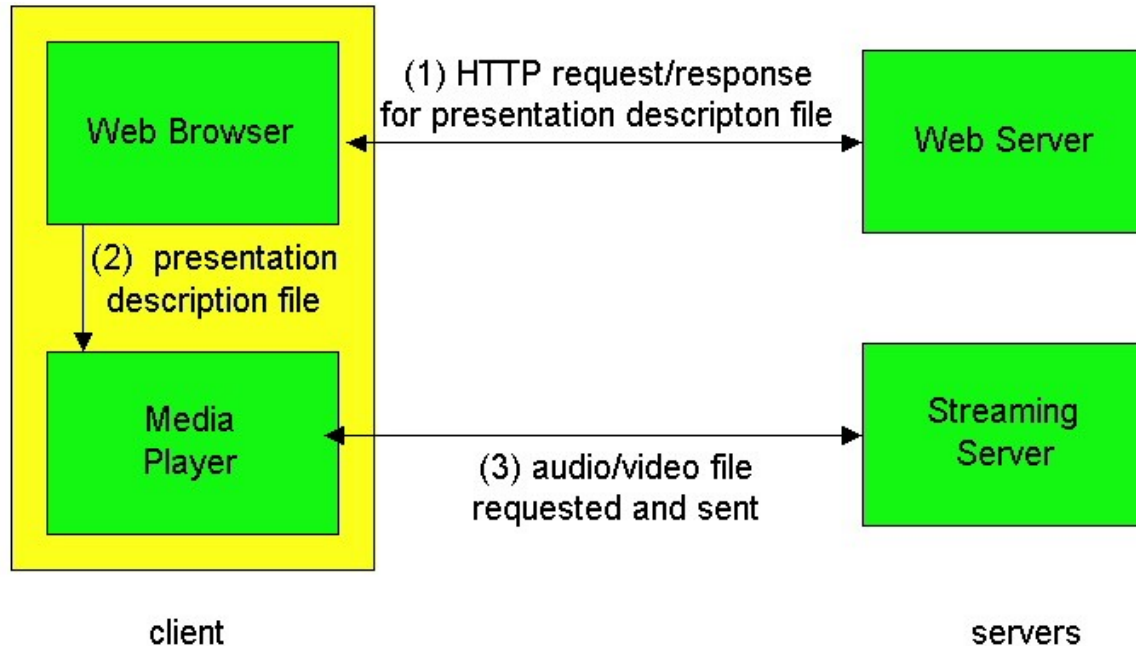 Web Browser
(1) HTTP request/response
for presentation descripton file
Web Server
(2) presentation
description file
Media
Player
(3) audio/video file
requested and sent
Streaming
Server
client
servers